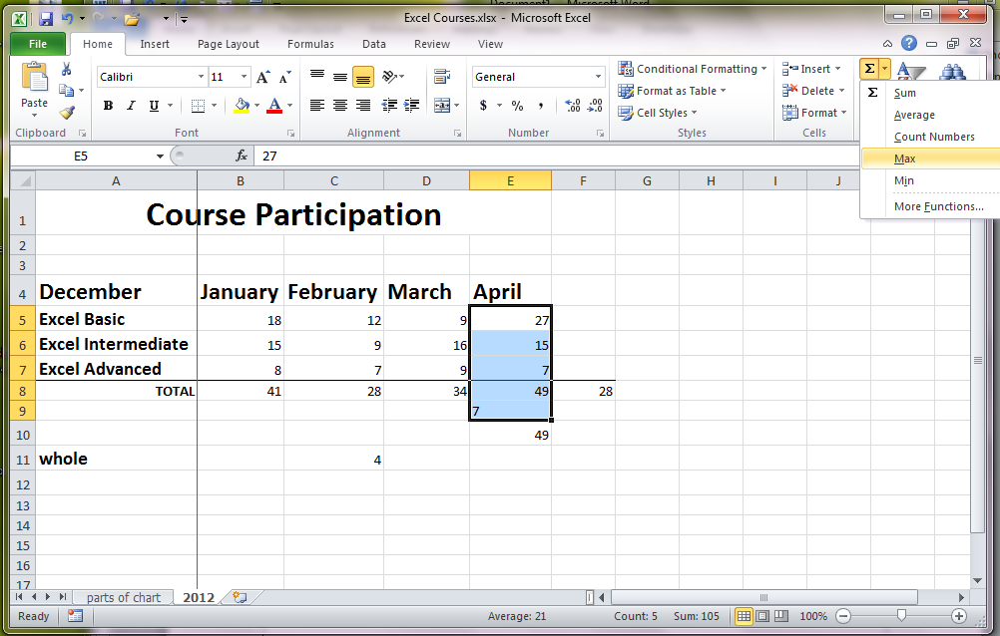 Excel Courses.xlsx - Microsoft Excel
File Home Insert Page Layout Formulas Data Review View
Calibri 11 General Conditional Formatting Insert Σ
Paste Format as Table Delete
B I U A $ % , Cell Styles Format
Clipboard Font Alignment Number Styles Cells
Σ Sum
Average
Count Numbers
Max
Min
More Functions...
E5 fx 27
A B C D E F G H I J
1 Course Participation
2
3
4 December January February March April
5 Excel Basic 18 12 9 27
6 Excel Intermediate 15 9 16 15
7 Excel Advanced 8 7 9 7
8 TOTAL 41 28 34 49 28
9 7
10 49
11 whole 4
12
13
14
15
16
17
parts of chart 2012
Ready Average: 21 Count: 5 Sum: 105 100%